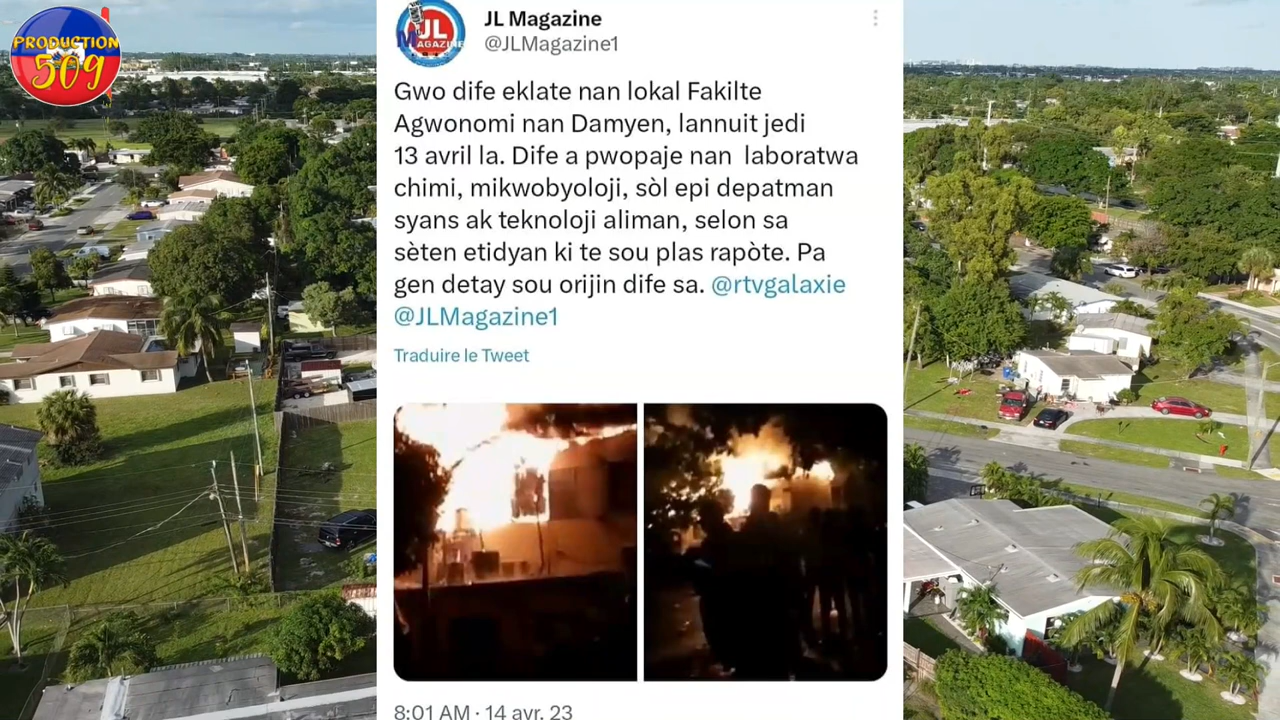 PRODUCTION
509
JL
MAGAZINE
JL Magazine
@JLMagazine1
Gwo dife eklate nan lokal Fakilte
Agwonomi nan Damyen, lannuit jedi
13 avril la. Dife a pwopaje nan laboratwa
chimi, mikwobyoloji, sòl epi depatman
syans ak teknoloji aliman, selon sa
sèten etidyan ki te sou plas rapòte. Pa
gen detay sou orijin dife sa. @rtvgalaxie
@JLMagazine1
Traduire le Tweet
8:01 AM · 14 avr. 23